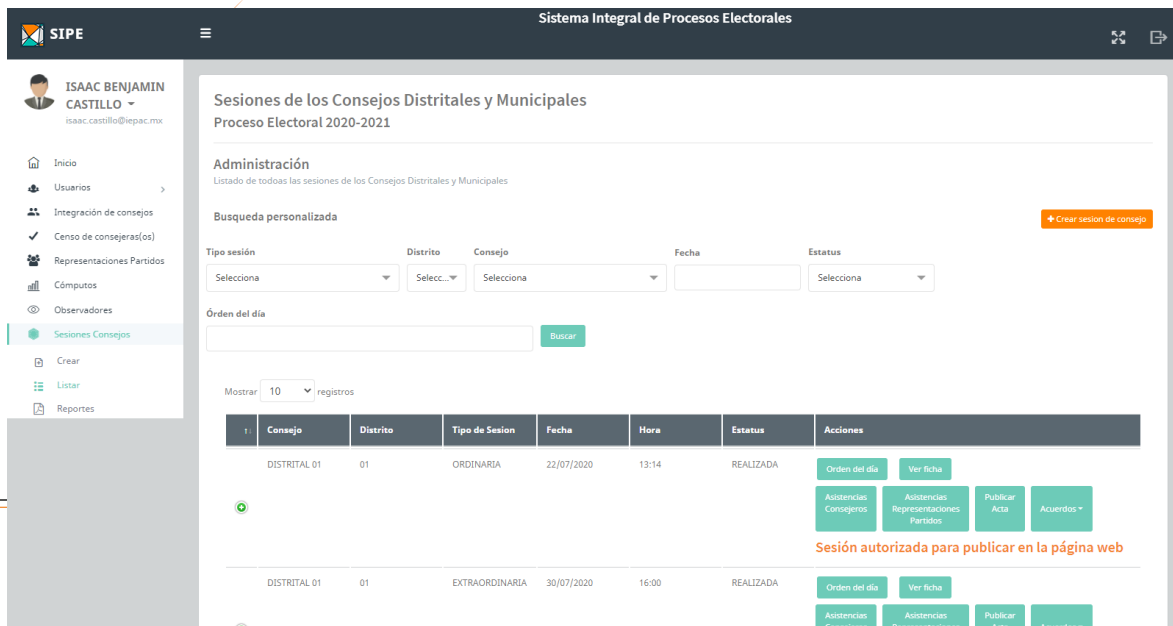 Sistema Integral de Procesos Electorales
SIPE
ISAAC BENJAMIN
CASTILLO
isaac.castillo@iepac.mx
Inicio
Usuarios
Integración de consejos
Censo de consejeras(os)
Representaciones Partidos
Cómputos
Observadores
Sesiones Consejos
Crear
Listar
Reportes
Sesiones de los Consejos Distritales y Municipales
Proceso Electoral 2020-2021
Administración
Listado de todoas las sesiones de los Consejos Distritales y Municipales
Busqueda personalizada
+ Crear sesion de consejo
Tipo sesión Distrito Consejo Fecha Estatus
Selecciona Selecc... Selecciona Selecciona
Órden del día
Buscar
Mostrar 10 registros
Consejo Distrito Tipo de Sesion Fecha Hora Estatus Acciones
DISTRITAL 01 01 ORDINARIA 22/07/2020 13:14 REALIZADA
Orden del día Ver ficha
Asistencias Asistencias Publicar
Consejeros Representaciones Acta Acuerdos
Partidos
Sesión autorizada para publicar en la página web
DISTRITAL 01 01 EXTRAORDINARIA 30/07/2020 16:00 REALIZADA
Orden del día Ver ficha
Asistencias Asistencias Publicar